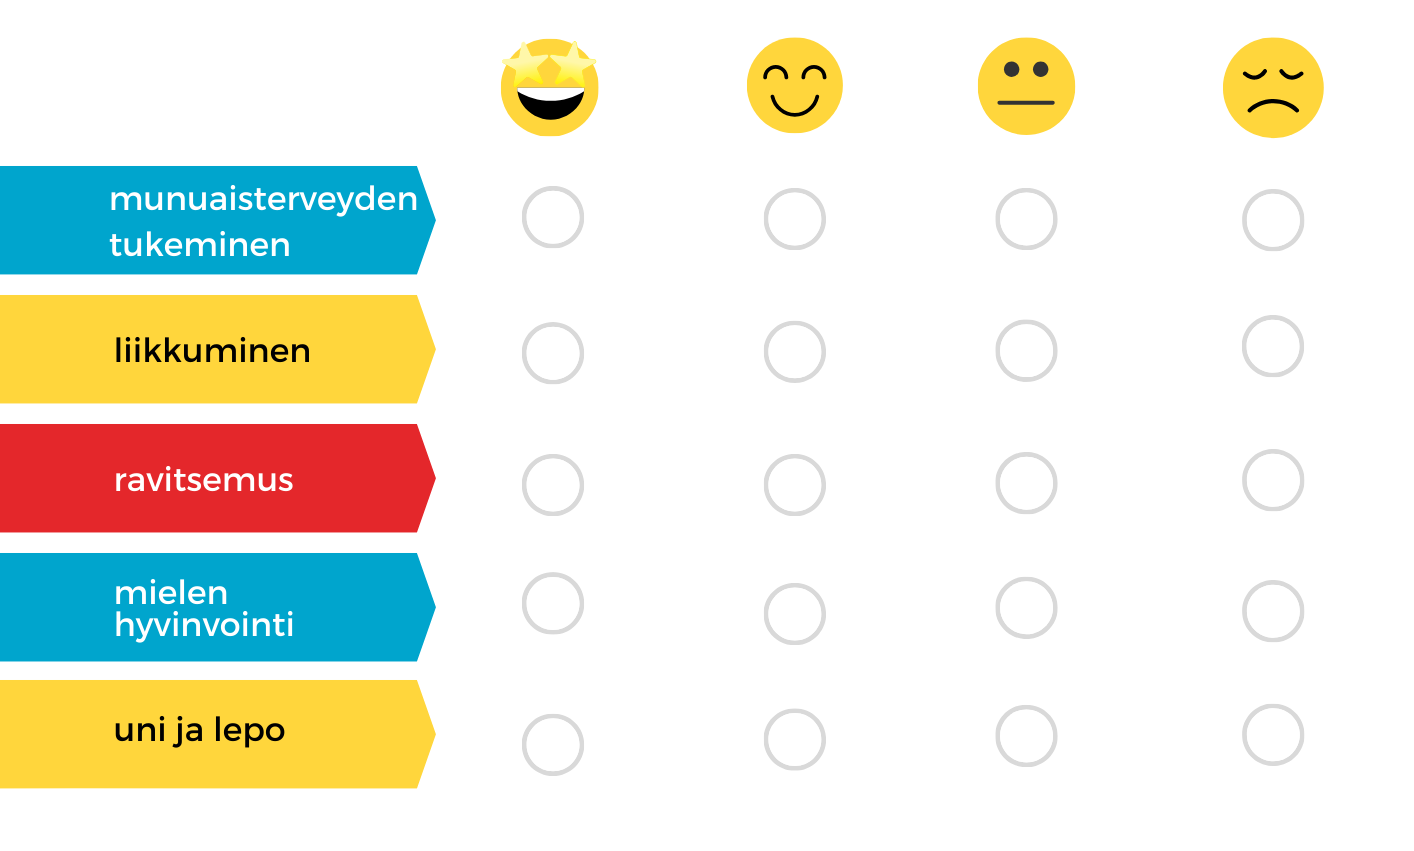 munuaisterveyden
tukeminen
liikkuminen
ravitsemus
mielen
hyvinvointi
uni ja lepo